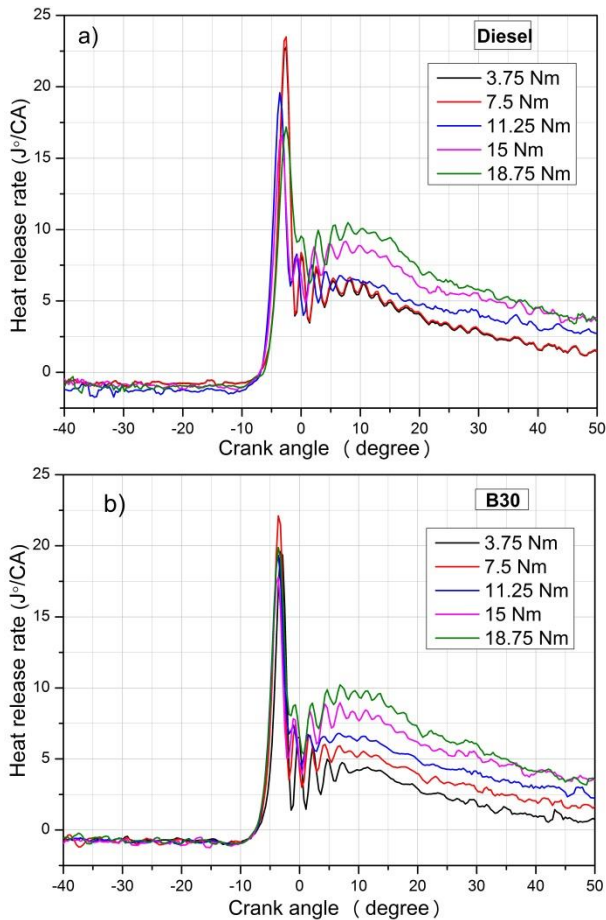 a)
Diesel
3.75 Nm
7.5 Nm
11.25 Nm
15 Nm
18.75 Nm
Heat release rate (J°/CA)
25
20
15
10
5
0
-40 -30 -20 -10 0 10 20 30 40 50
Crank angle ( degree )
b)
B30
3.75 Nm
7.5 Nm
11.25 Nm
15 Nm
18.75 Nm
Heat release rate (J°/CA)
25
20
15
10
5
0
-40 -30 -20 -10 0 10 20 30 40 50
Crank angle ( degree )